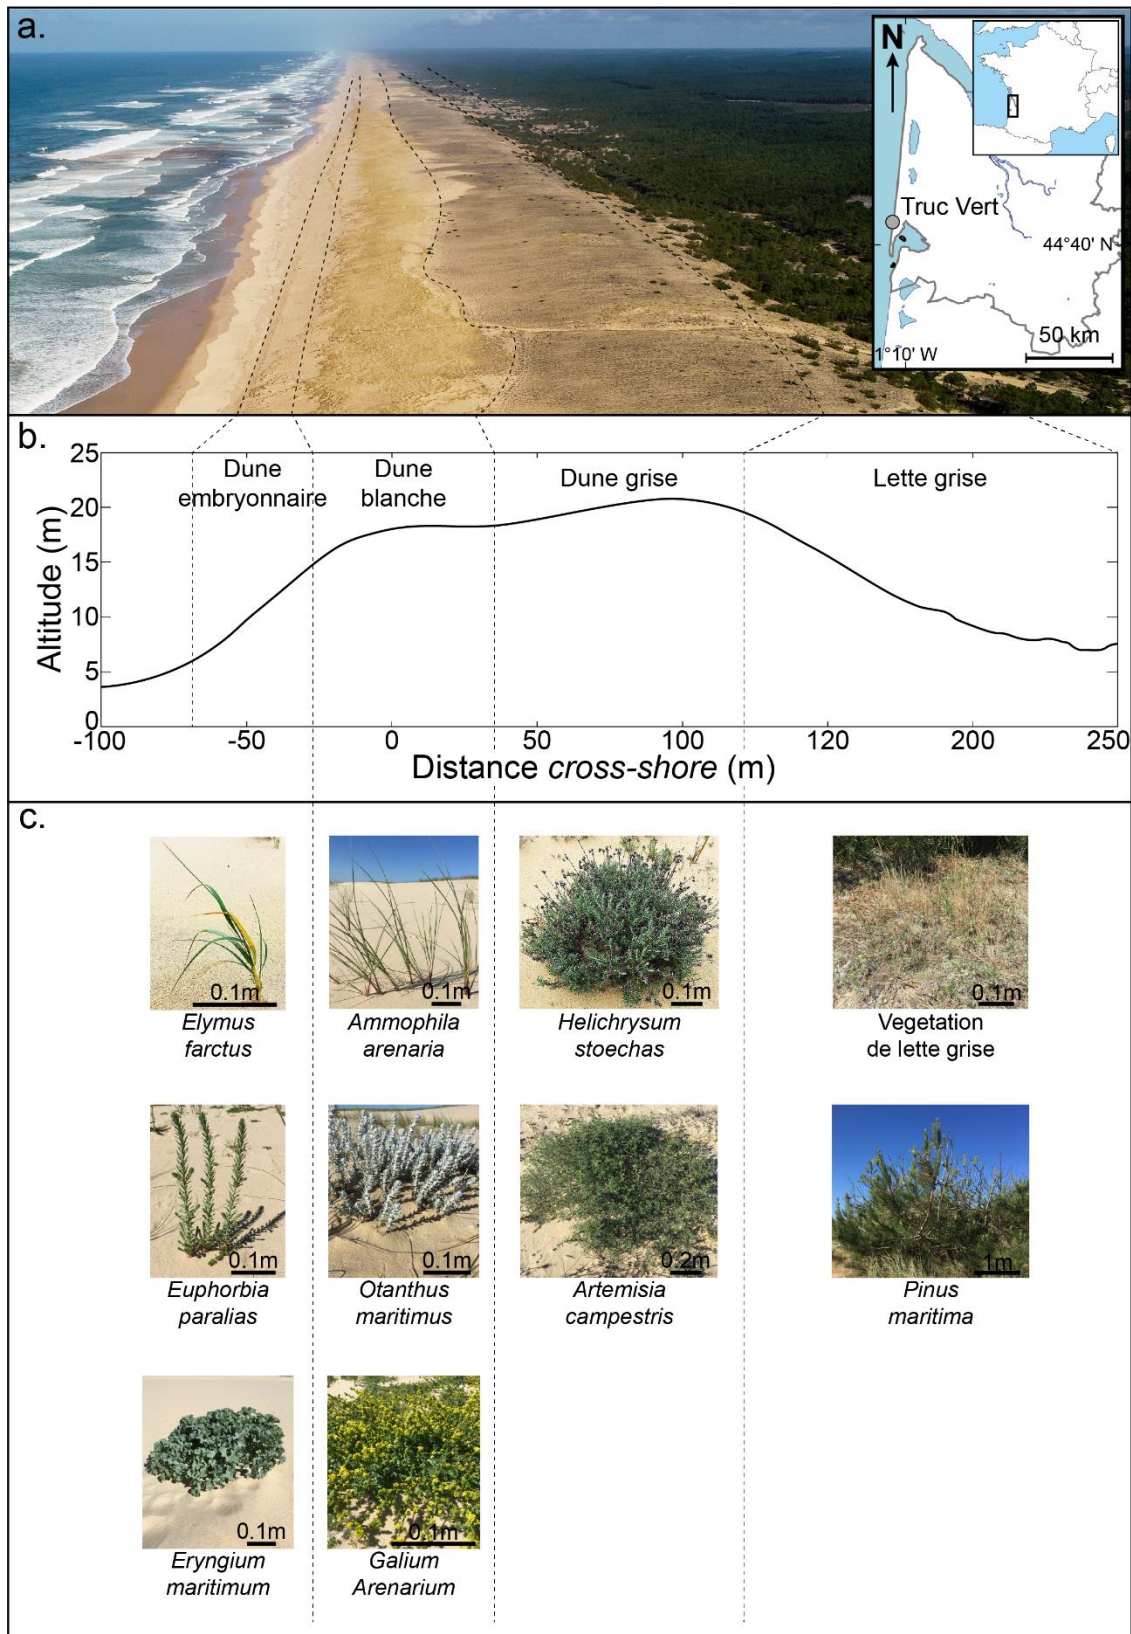 a.
N
Truc Vert
44°40' N
50 km
1°10' W
b.
25
20
15
10
5
0
Altitude (m)
Dune
embryonnaire
Dune
blanche
Dune grise
Lette grise
-100
-50
0
50
100
120
200
250
Distance cross-shore (m)
c.
0.1m
Elymus
farctus
0.1m
Ammophila
arenaria
0.1m
Helichrysum
stoechas
0.1m
Vegetation
de lette grise
0.1m
Euphorbia
paralias
0.1m
Otanthus
maritimus
0.2m
Artemisia
campestris
1m
Pinus
maritima
0.1m
Eryngium
maritimum
0.1m
Galium
Arenarium